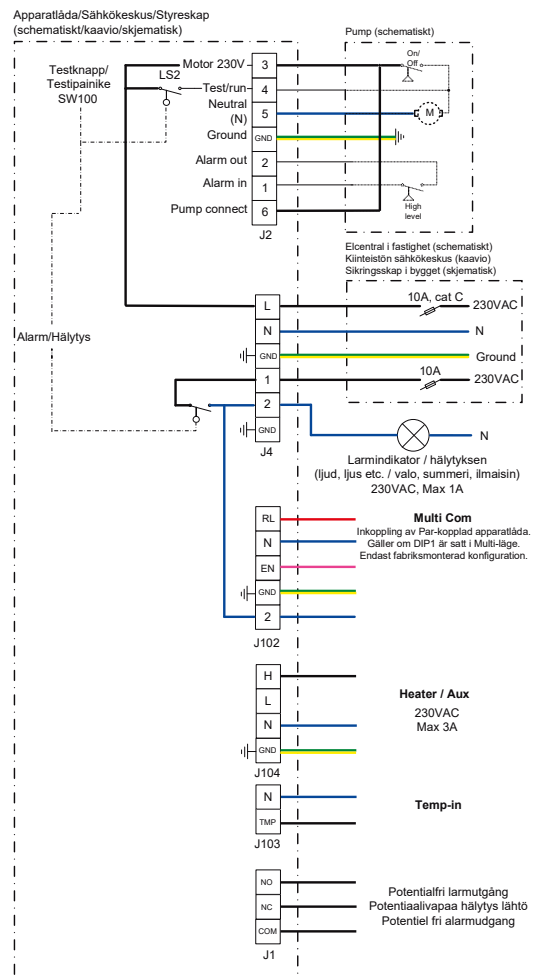 Apparatlåda/Sähkökeskus/Styreskap
(schematiskt/kaavio/skjematisk)
Pump (schematiskt)
Testknapp/
Testipainike
SW100
LS2
Motor 230V
3
Test/run
4
Neutral
(N)
5
Ground
GND
Alarm out
2
Alarm in
1
Pump connect
6
J2
On/
Off
M
High
level
Elcentral i fastighet (schematiskt)
Kiinteistön sähkökeskus (kaavio)
Sikringsskap i bygget (skjematisk)
L
10A, cat C
230VAC
N
N
GND
Ground
1
10A
230VAC
2
GND
J4
Alarm/Hälytys
N
Larmindikator / hälytyksen
(ljud, ljus etc. / valo, summeri, ilmaisin)
230VAC, Max 1A
RL
N
EN
GND
2
J102
Multi Com
Inkoppling av Par-kopplad apparatlåda.
Gäller om DIP1 är satt i Multi-läge.
Endast fabriksmonterad konfiguration.
H
L
N
GND
J104
Heater / Aux
230VAC
Max 3A
N
TMP
J103
Temp-in
NO
NC
COM
J1
Potentialfri larmutgång
Potentiaalivapaa hälytys lähtö
Potentiel fri alarmudgang